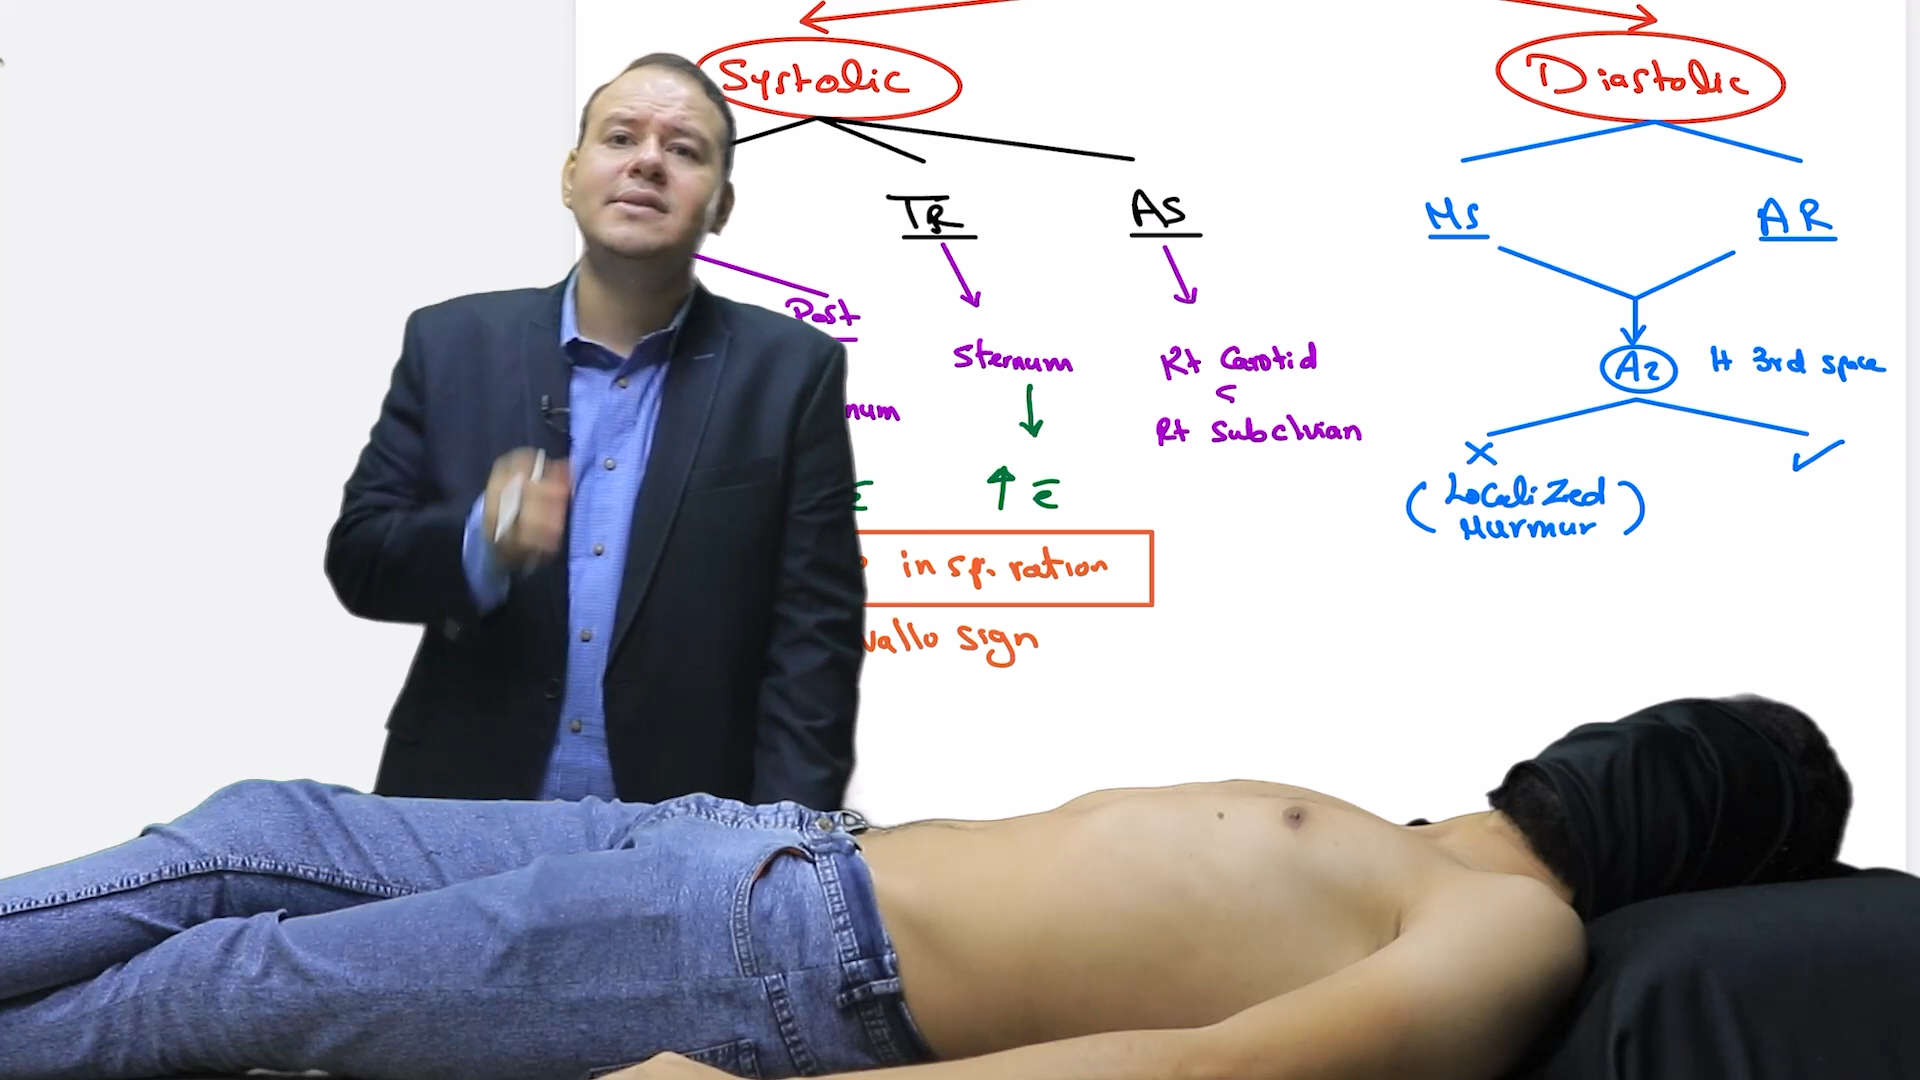 Systolic
Diastolic
TR
AS
MS
AR
Post
Sternum
Rt Carotid
Rt Subclvian
A2
3rd space
num
(Localized
Murmur)
inspiration
vallo sign